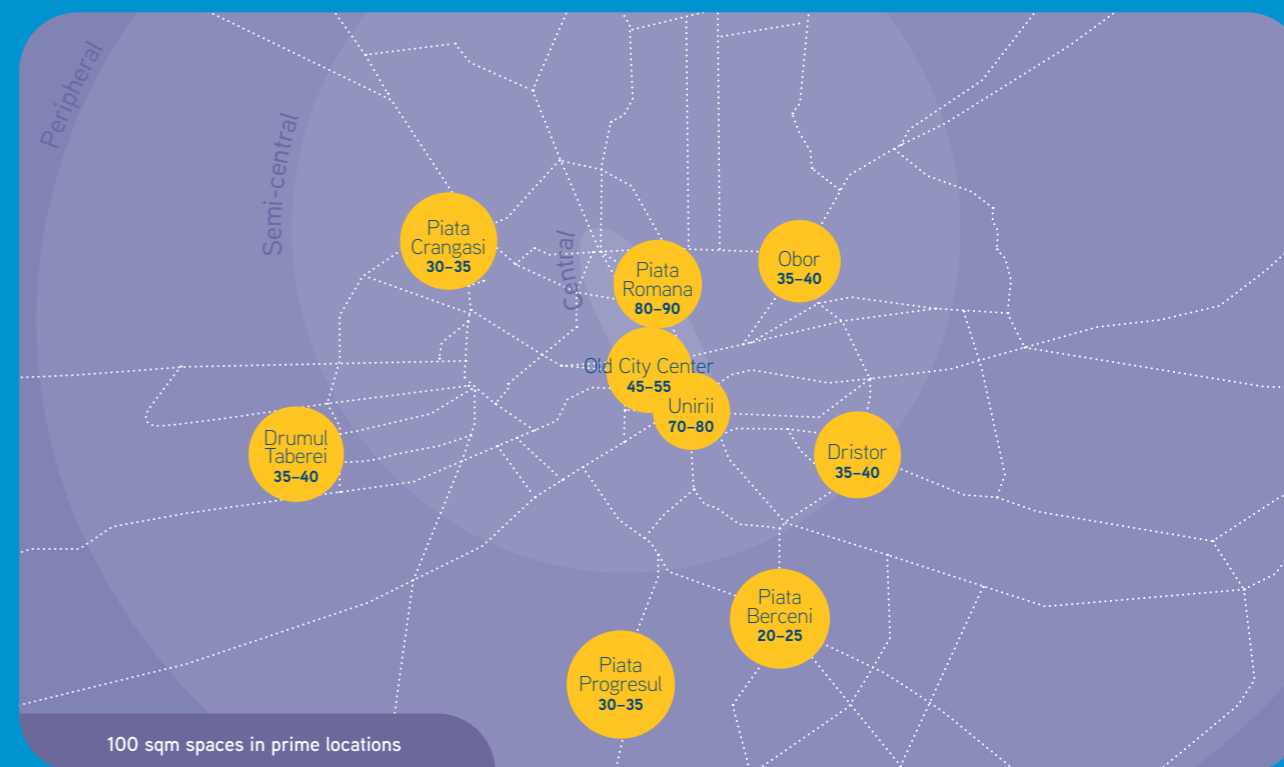 Peripheral
Semi-central
Central
Piata
Crangasi
30–35
Piata
Romana
80–90
Obor
35–40
Old City Center
45–55
Unirii
70–80
Drumul
Taberei
35–40
Dristor
35–40
Piata
Berceni
20–25
Piata
Progresul
30–35
100 sqm spaces in prime locations